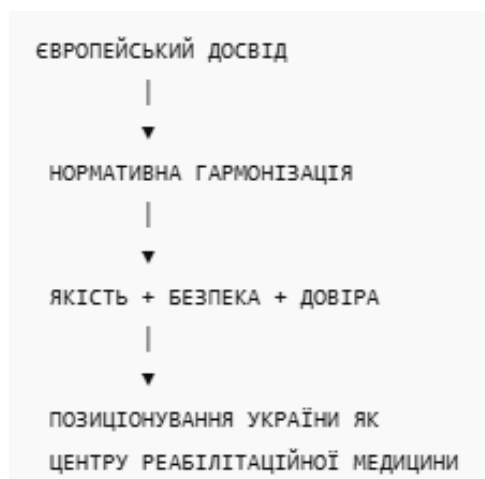 ЄВРОПЕЙСЬКИЙ ДОСВІД
НОРМАТИВНА ГАРМОНІЗАЦІЯ
ЯКІСТЬ + БЕЗПЕКА + ДОВІРА
ПОЗИЦІОНУВАННЯ УКРАЇНИ ЯК
ЦЕНТРУ РЕАБІЛІТАЦІЙНОЇ МЕДИЦИНИ